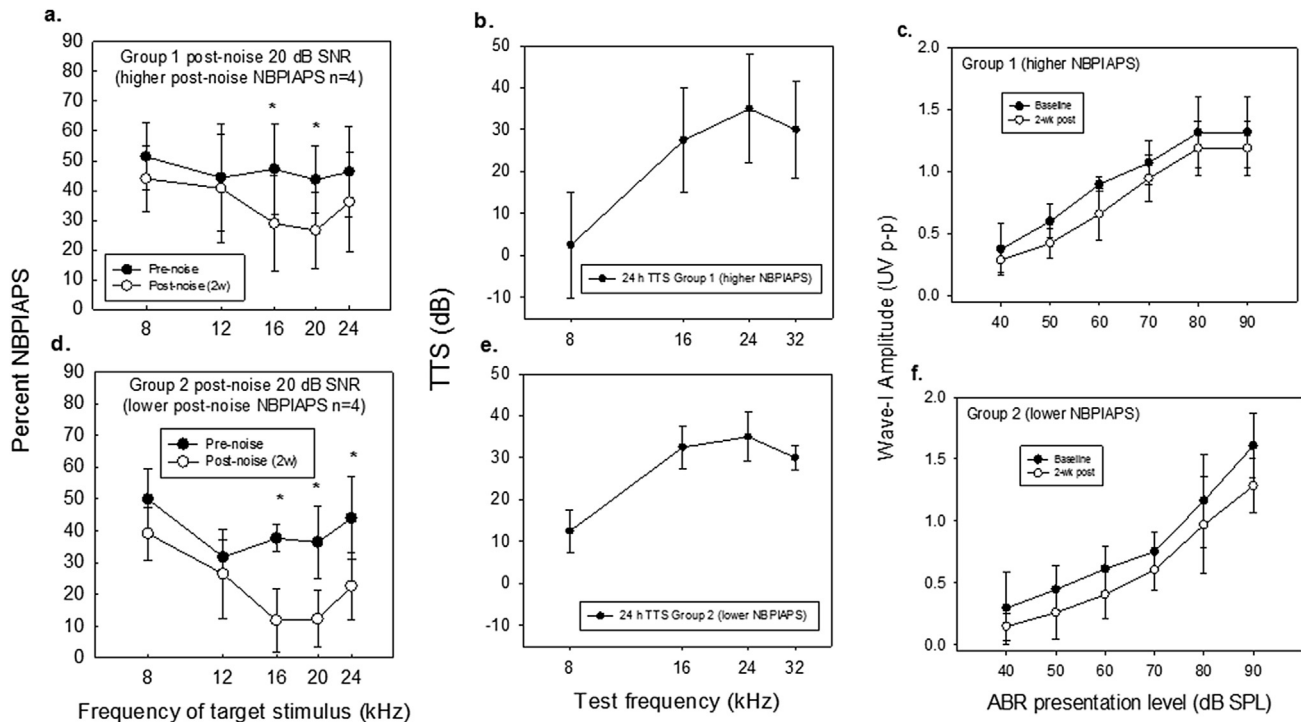 a.
Group 1 post-noise 20 dB SNR
(higher post-noise NBPIAPS n=4)
90
80
70
60
50
40
30
20
10
0
* *
Pre-noise
Post-noise (2w)
8 12 16 20 24
b.
50
40
30
20
10
0
-10
24 h TTS Group 1 (higher NBPIAPS)
8 16 24 32
c.
2.0
1.5
1.0
0.5
0.0
Group 1 (higher NBPIAPS)
Baseline
2-wk post
40 50 60 70 80 90
Percent NBPIAPS
TTS (dB)
Wave-I Amplitude (UV p-p)
d.
Group 2 post-noise 20 dB SNR
(lower post-noise NBPIAPS n=4)
90
80
70
60
50
40
30
20
10
0
Pre-noise
Post-noise (2w)
* * *
8 12 16 20 24
Frequency of target stimulus (kHz)
e.
50
40
30
20
10
0
-10
24 h TTS Group 2 (lower NBPIAPS)
8 16 24 32
Test frequency (kHz)
f.
2.0
1.5
1.0
0.5
0.0
Group 2 (lower NBPIAPS)
Baseline
2-wk post
40 50 60 70 80 90
ABR presentation level (dB SPL)